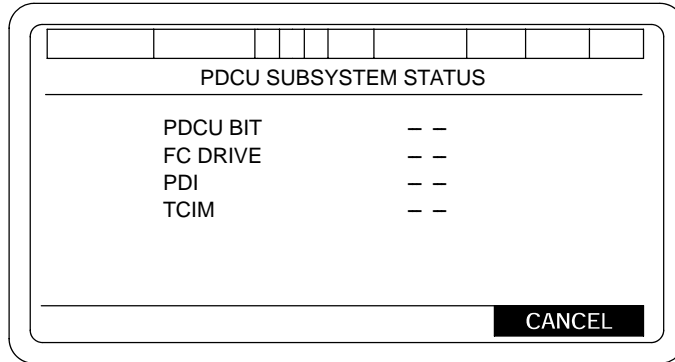 PDCU SUBSYSTEM STATUS
PDCU BIT – –
FC DRIVE – –
PDI – –
TCIM – –
CANCEL